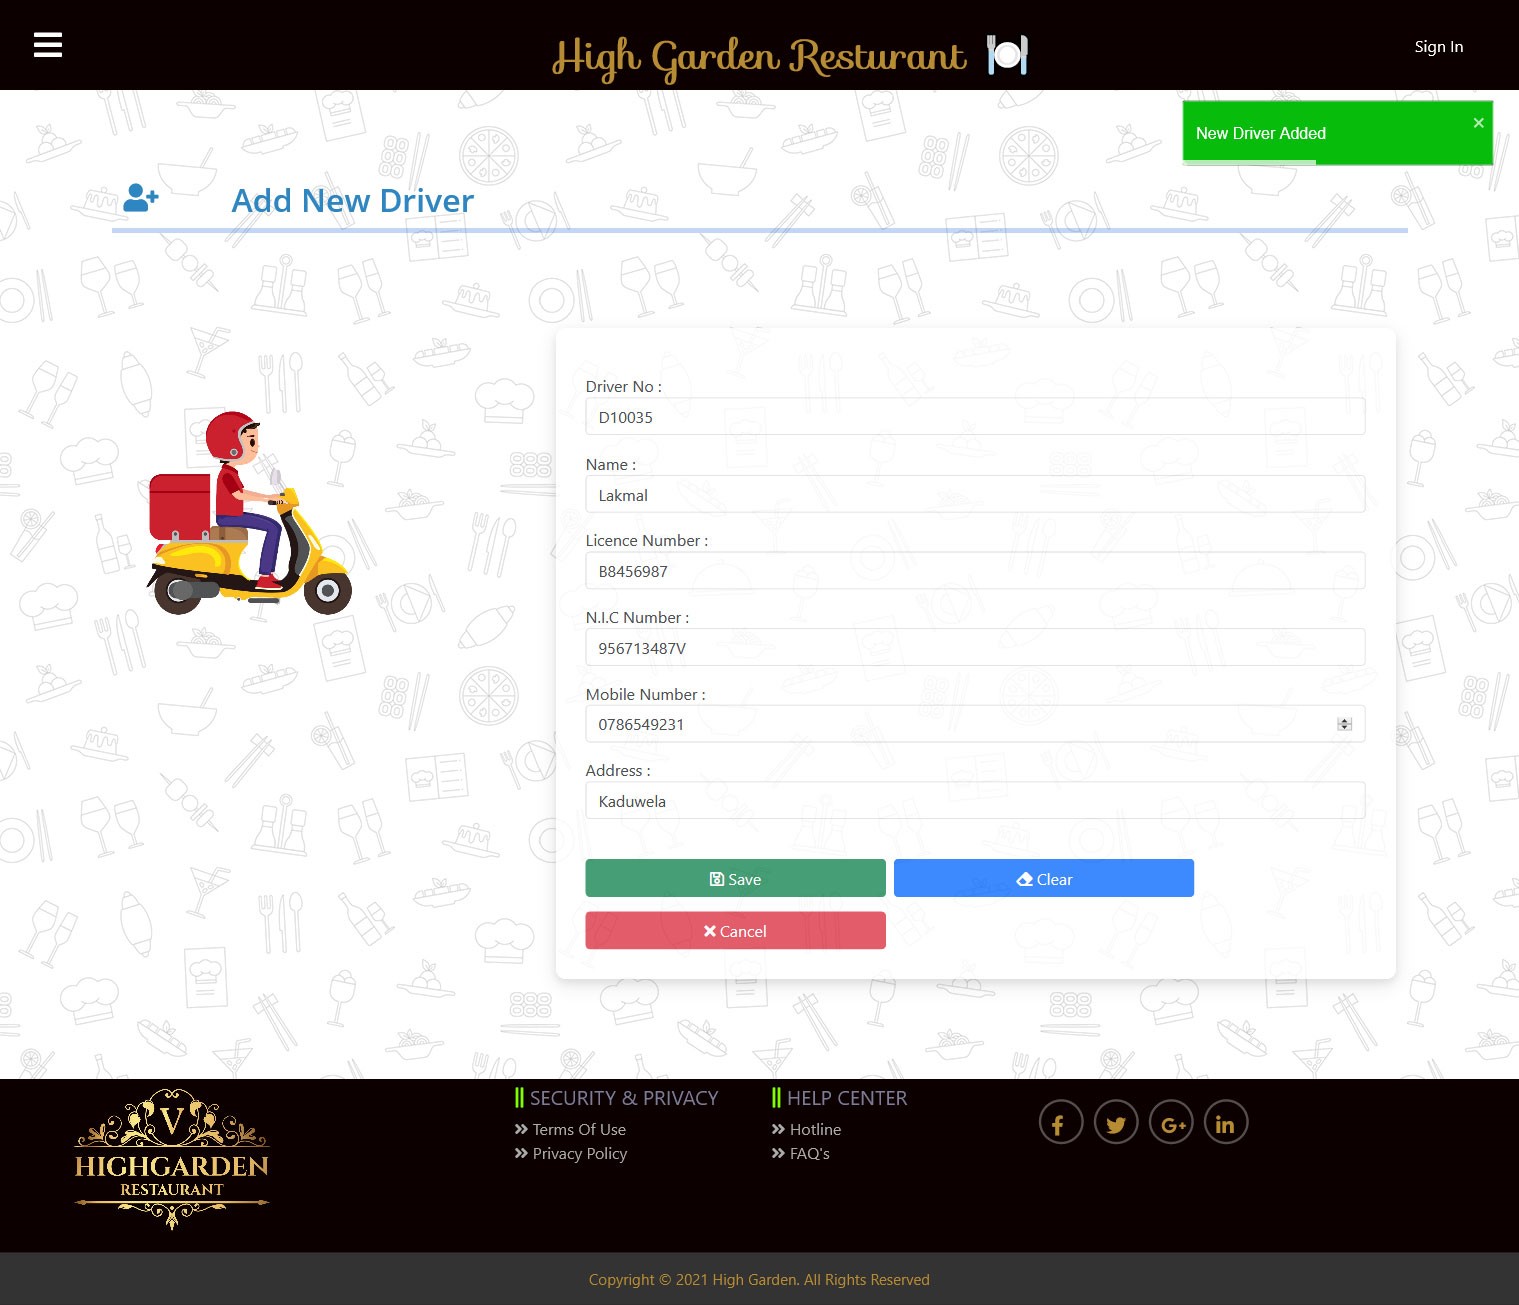 High Garden Resturant
Sign In
New Driver Added
Add New Driver
Driver No :
D10035
Name :
Lakmal
Licence Number :
B8456987
N.I.C Number :
956713487V
Mobile Number :
0786549231
Address :
Kaduwela
Save
Clear
Cancel
V
HIGHGARDEN
RESTAURANT
SECURITY & PRIVACY
Terms Of Use
Privacy Policy
HELP CENTER
Hotline
FAQ's
Copyright © 2021 High Garden. All Rights Reserved